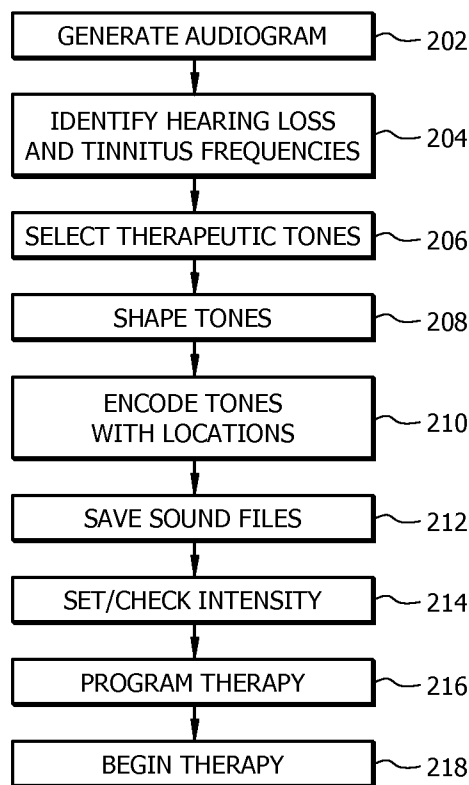 GENERATE AUDIOGRAM 202
IDENTIFY HEARING LOSS
AND TINNITUS FREQUENCIES 204
SELECT THERAPEUTIC TONES 206
SHAPE TONES 208
ENCODE TONES
WITH LOCATIONS 210
SAVE SOUND FILES 212
SET/CHECK INTENSITY 214
PROGRAM THERAPY 216
BEGIN THERAPY 218